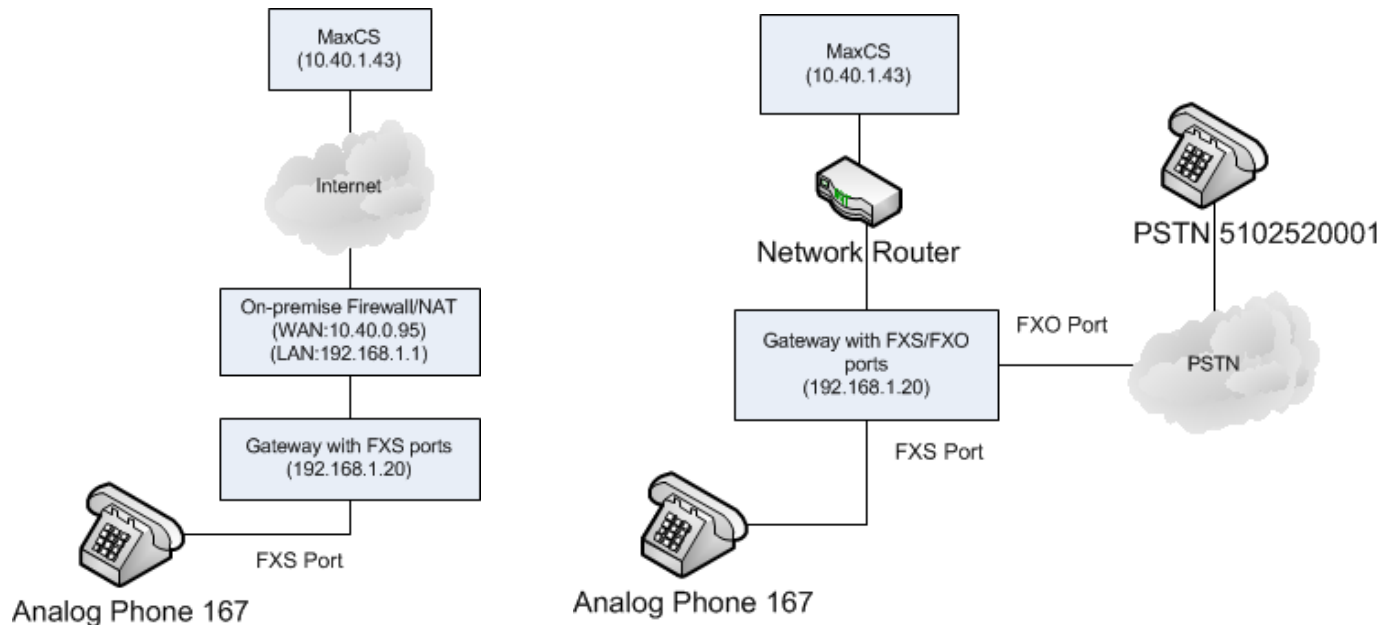 MaxCS
(10.40.1.43)
Internet
On-premise Firewall/NAT
(WAN:10.40.0.95)
(LAN:192.168.1.1)
Gateway with FXS ports
(192.168.1.20)
FXS Port
Analog Phone 167
MaxCS
(10.40.1.43)
Network Router
PSTN 5102520001
Gateway with FXS/FXO
ports
(192.168.1.20)
FXO Port
PSTN
FXS Port
Analog Phone 167